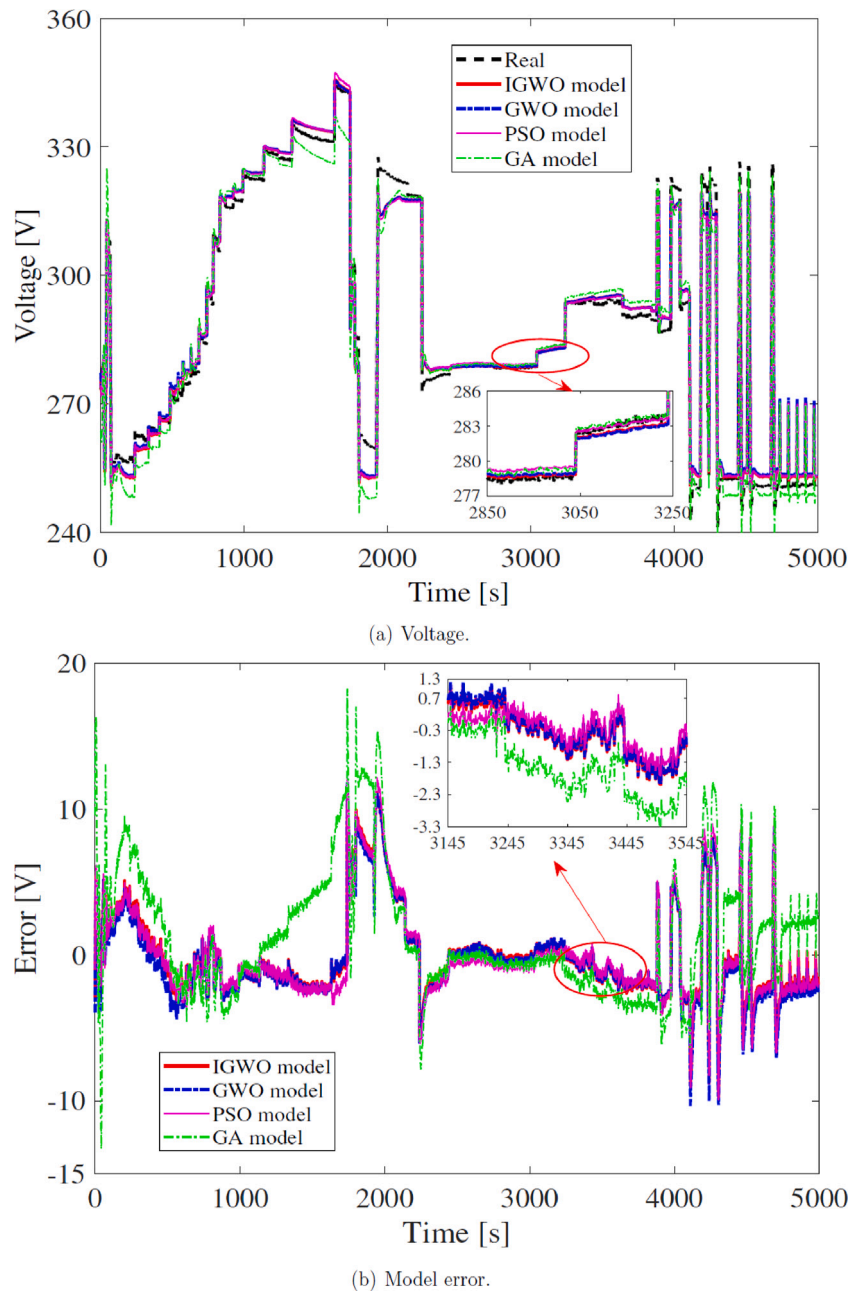 360
330
300
270
240
Voltage [V]
Real
IGWO model
GWO model
PSO model
GA model
286
283
280
277
2850 3050 3250
0 1000 2000 3000 4000 5000
Time [s]
(a) Voltage.
20
10
0
-10
-15
Error [V]
1.3
0.7
-0.3
-1.3
-2.3
-3.3
3145 3245 3345 3445 3545
IGWO model
GWO model
PSO model
GA model
0 1000 2000 3000 4000 5000
Time [s]
(b) Model error.